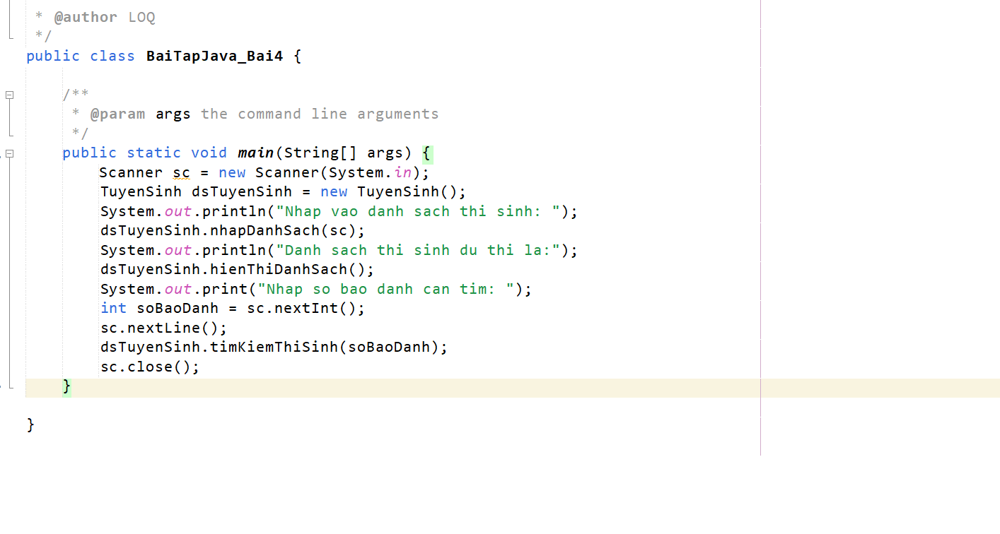 * @author LOQ
*/
public class BaiTapJava_Bai4 {
/**
* @param args the command line arguments
*/
public static void main(String[] args) {
Scanner sc = new Scanner(System.in);
TuyenSinh dsTuyenSinh = new TuyenSinh();
System.out.println("Nhap vao danh sach thi sinh: ");
dsTuyenSinh.nhapDanhSach(sc);
System.out.println("Danh sach thi sinh du thi la:");
dsTuyenSinh.hienThiDanhSach();
System.out.print("Nhap so bao danh can tim: ");
int soBaoDanh = sc.nextInt();
sc.nextLine();
dsTuyenSinh.timKiemThiSinh(soBaoDanh);
sc.close();
}
}